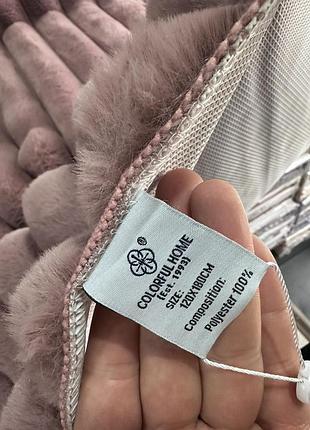 ®
COLORFUL HOME
(Est. 1993)
SIZE: 120X180CM
Composition:
Polyester 100%